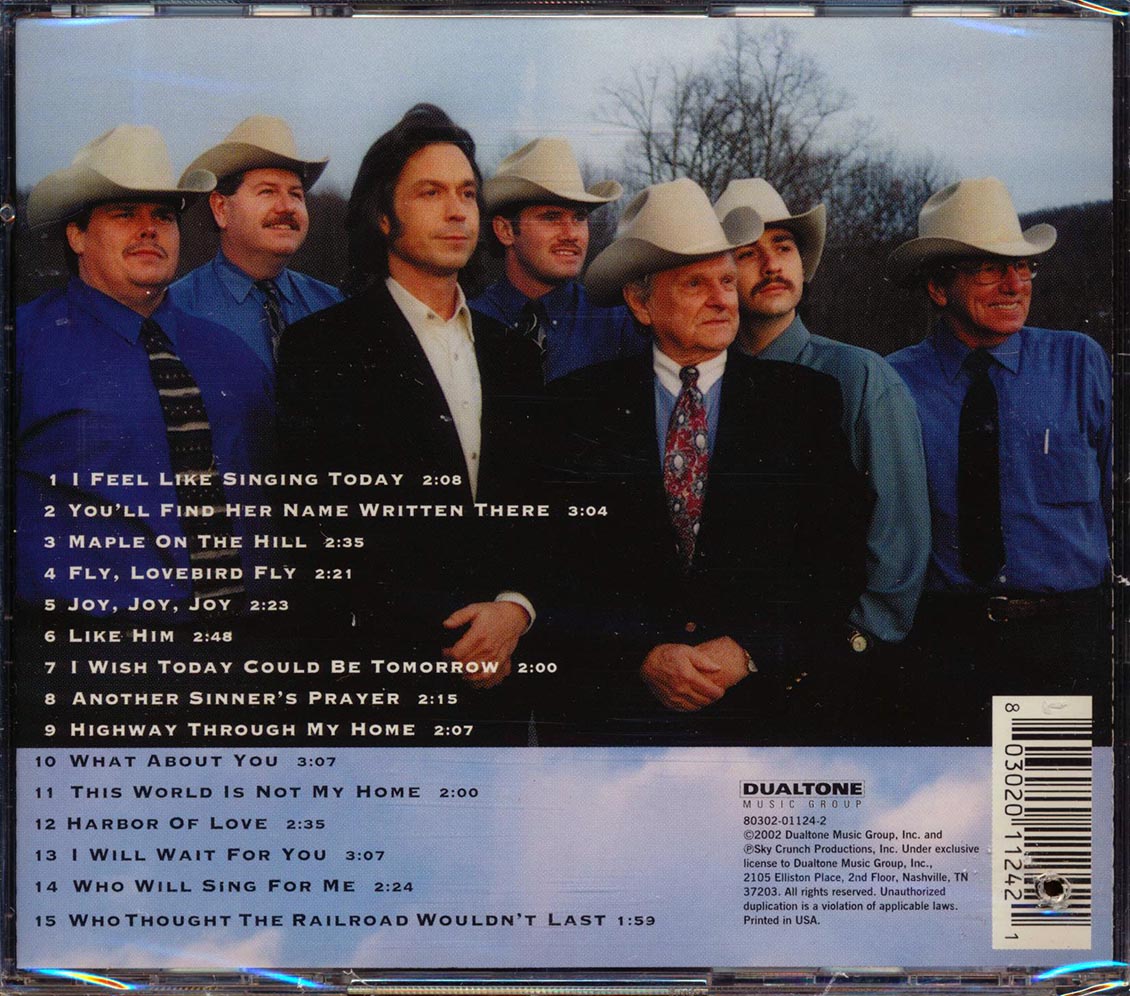 1 I FEEL LIKE SINGING TODAY 2:08
2 YOU'LL FIND HER NAME WRITTEN THERE 3:04
3 MAPLE ON THE HILL 2:35
4 FLY, LOVEBIRD FLY 2:21
5 JOY, JOY, JOY 2:23
6 LIKE HIM 2:48
7 I WISH TODAY COULD BE TOMORROW 2:00
8 ANOTHER SINNER'S PRAYER 2:15
9 HIGHWAY THROUGH MY HOME 2:07
10 WHAT ABOUT YOU 3:07
11 THIS WORLD IS NOT MY HOME 2:00
12 HARBOR OF LOVE 2:35
13 I WILL WAIT FOR YOU 3:07
14 WHO WILL SING FOR ME 2:24
15 WHOTHOUGHT THE RAILROAD WOULDN'T LAST 1:59
DUALTONE
MUSIC GROUP
80302-01124-2
©2002 Dualtone Music Group, Inc. and
℗Sky Crunch Productions, Inc. Under exclusive
license to Dualtone Music Group, Inc.,
2105 Elliston Place, 2nd Floor, Nashville, TN
37203. All rights reserved. Unauthorized
duplication is a violation of applicable laws.
Printed in USA.
8 03020 11242 1